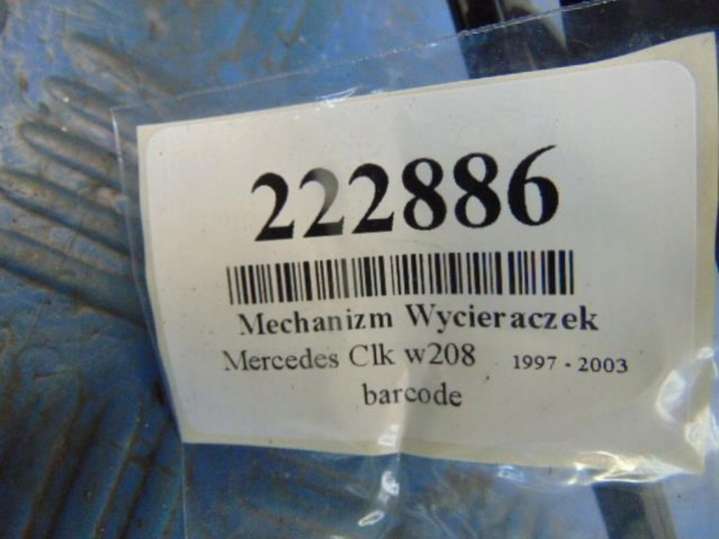 222886
Mechanizm Wycieraczek
Mercedes Clk w208 1997 - 2003
barcode